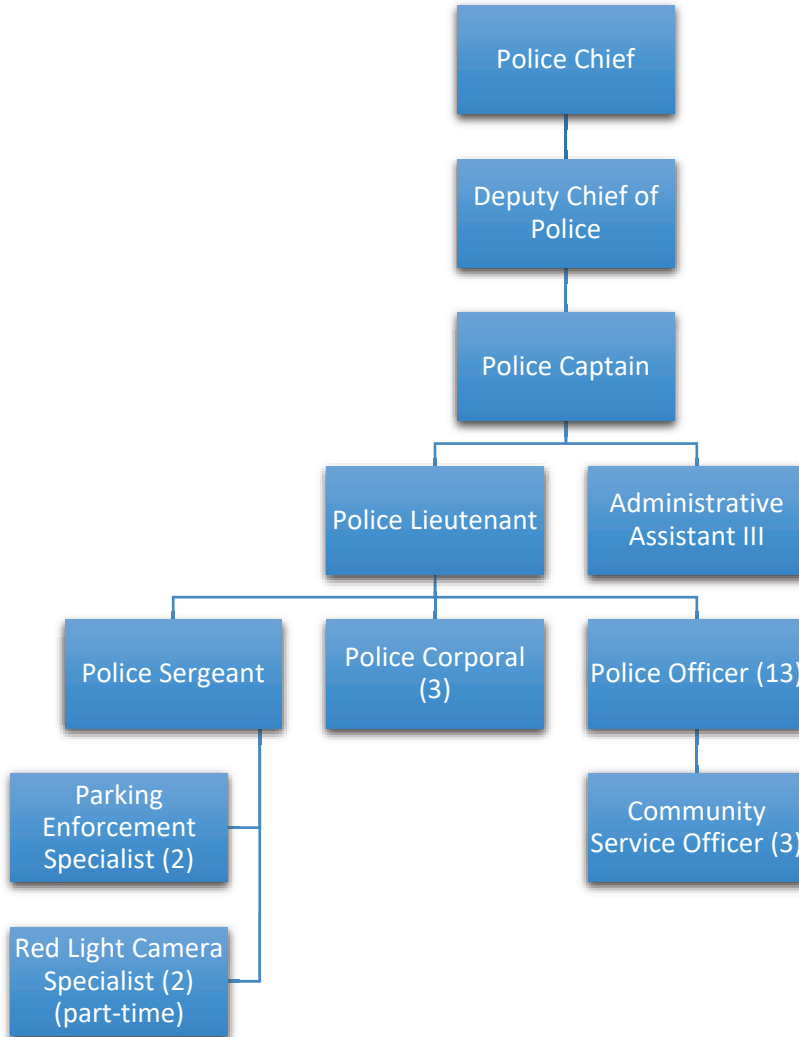 Police Chief
Deputy Chief of
Police
Police Captain
Police Lieutenant
Administrative
Assistant III
Police Sergeant
Police Corporal
(3)
Police Officer (13)
Parking
Enforcement
Specialist (2)
Community
Service Officer (3)
Red Light Camera
Specialist (2)
(part-time)